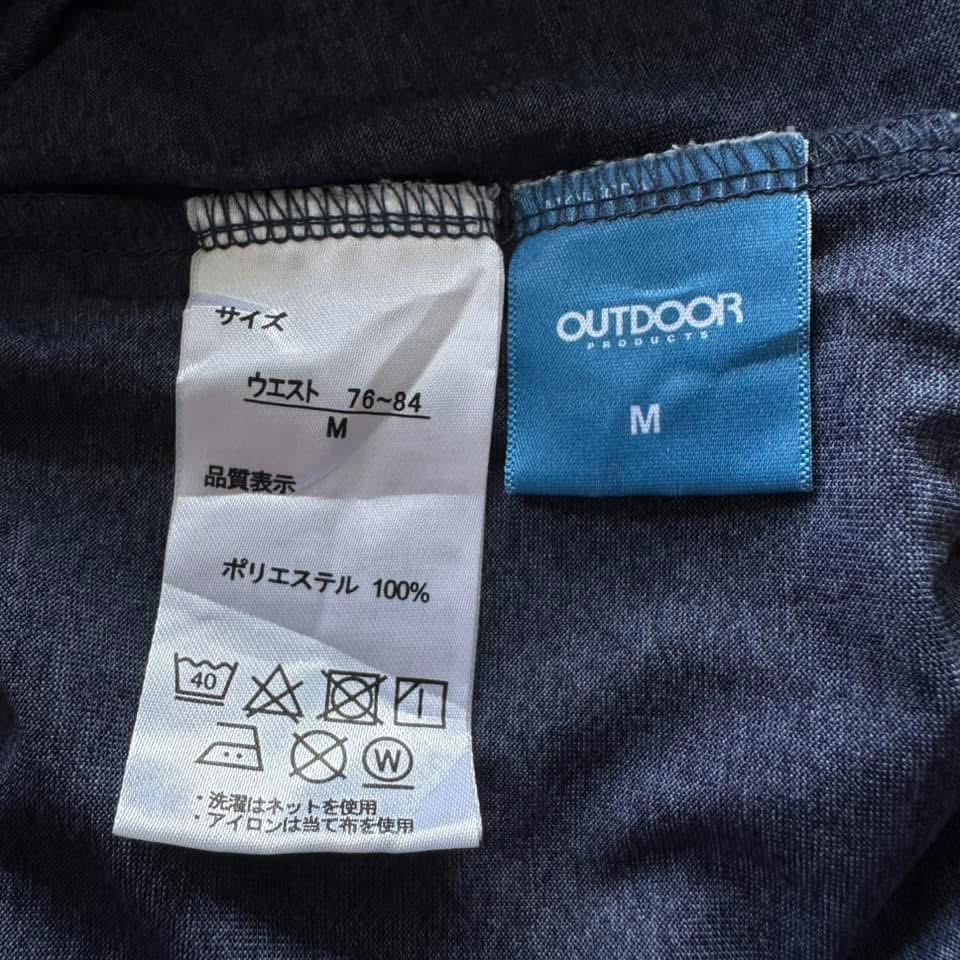 サイズ
ウエスト 76~84
M
品質表示
ポリエステル 100%
40
W
・洗濯はネットを使用
・アイロンは当て布を使用
OUTDOOR
PRODUCTS
M